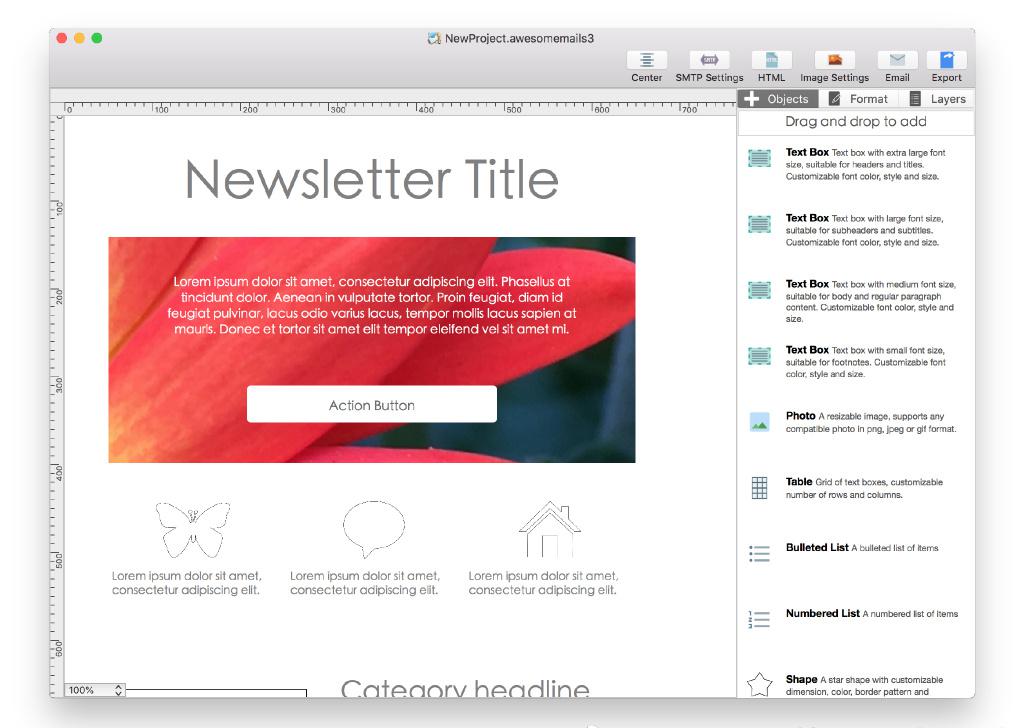 NewProject.awesomemails3
Center SMTP Settings HTML Image Settings Email Export
0 100 200 300 400 500 600 700
Objects Format Layers
Drag and drop to add
0
100
200
300
400
500
600
Newsletter Title
Lorem ipsum dolor sit amet, consectetur adipiscing elit. Phasellus at
tincidunt dolor. Aenean in vulputate tortor. Proin feugiat, diam id
feugiat pulvinar, lacus odio varius lacus, tempor mollis lacus sapien at
mauris. Donec et tortor sit amet elit tempor eleifend vel sit amet mi.
Action Button
Lorem ipsum dolor sit amet,
consectetur adipiscing elit.
Lorem ipsum dolor sit amet,
consectetur adipiscing elit.
Lorem ipsum dolor sit amet,
consectetur adipiscing elit.
Category headline
100%
Text Box Text box with extra large font
size, suitable for headers and titles.
Customizable font color, style and size.
Text Box Text box with large font size,
suitable for subheaders and subtitles.
Customizable font color, style and size.
Text Box Text box with medium font size,
suitable for body and regular paragraph
content. Customizable font color, style and
size.
Text Box Text box with small font size,
suitable for footnotes. Customizable font
color, style and size.
Photo A resizable image, supports any
compatible photo in png, jpeg or gif format.
Table Grid of text boxes, customizable
number of rows and columns.
Bulleted List A bulleted list of items
Numbered List A numbered list of items
Shape A star shape with customizable
dimension, color, border pattern and